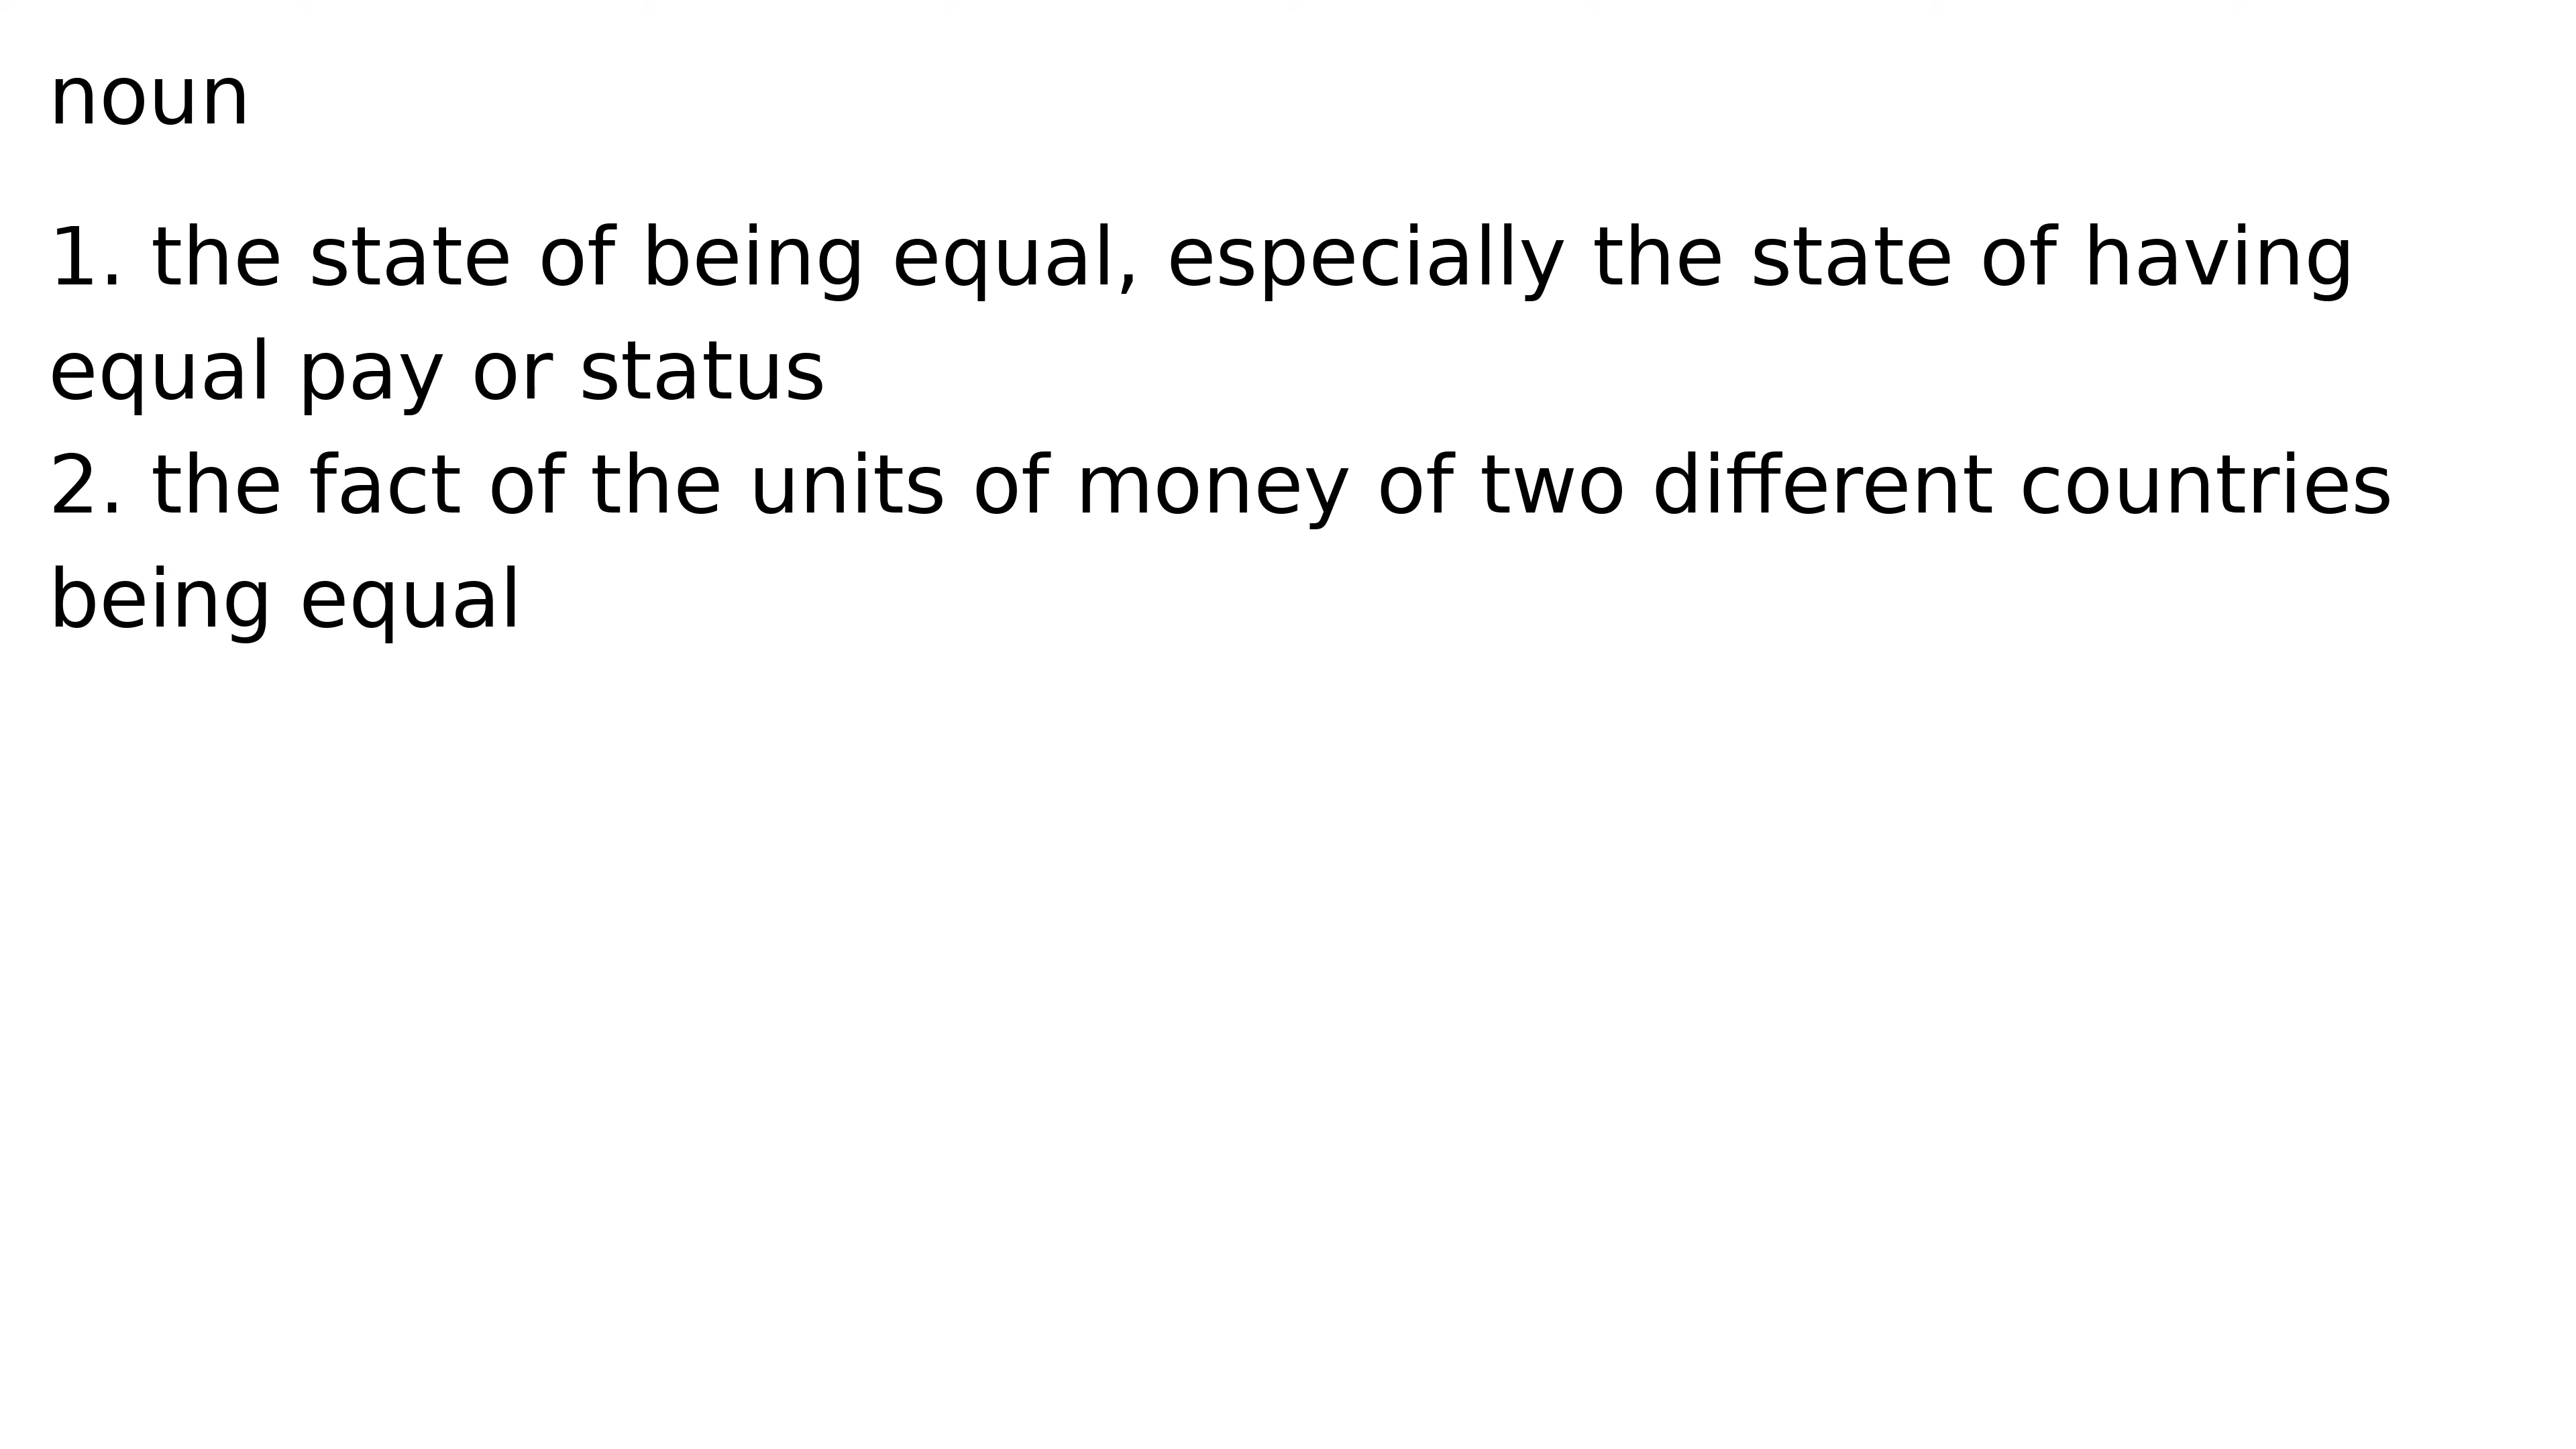 noun
1. the state of being equal, especially the state of having
equal pay or status
2. the fact of the units of money of two different countries
being equal